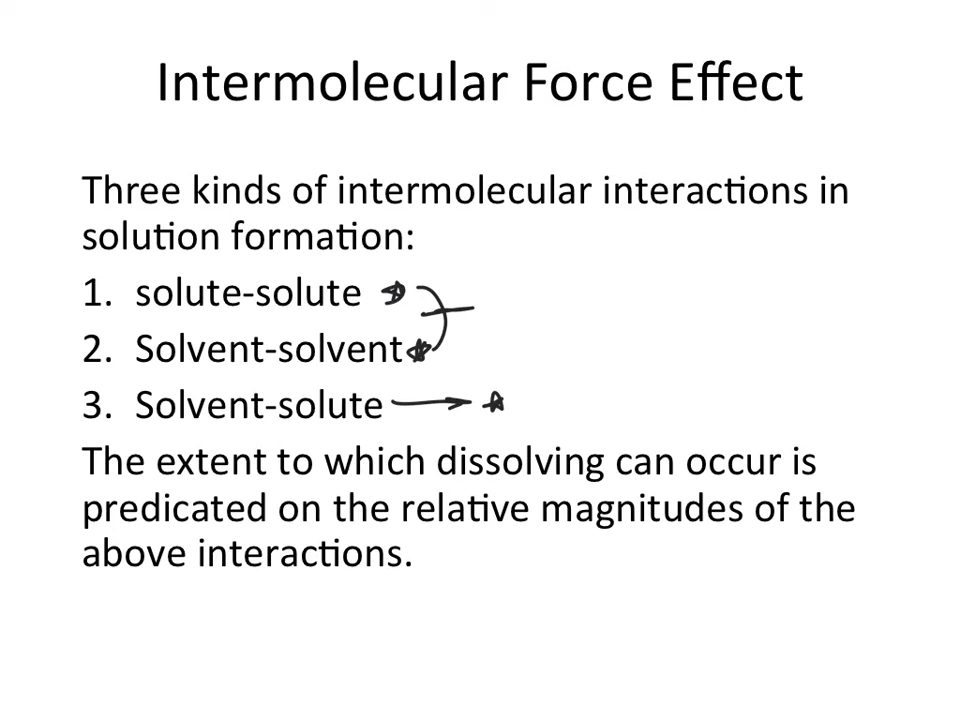 Intermolecular Force Effect
Three kinds of intermolecular interactions in
solution formation:
1. solute-solute
2. Solvent-solvent
3. Solvent-solute
The extent to which dissolving can occur is
predicated on the relative magnitudes of the
above interactions.